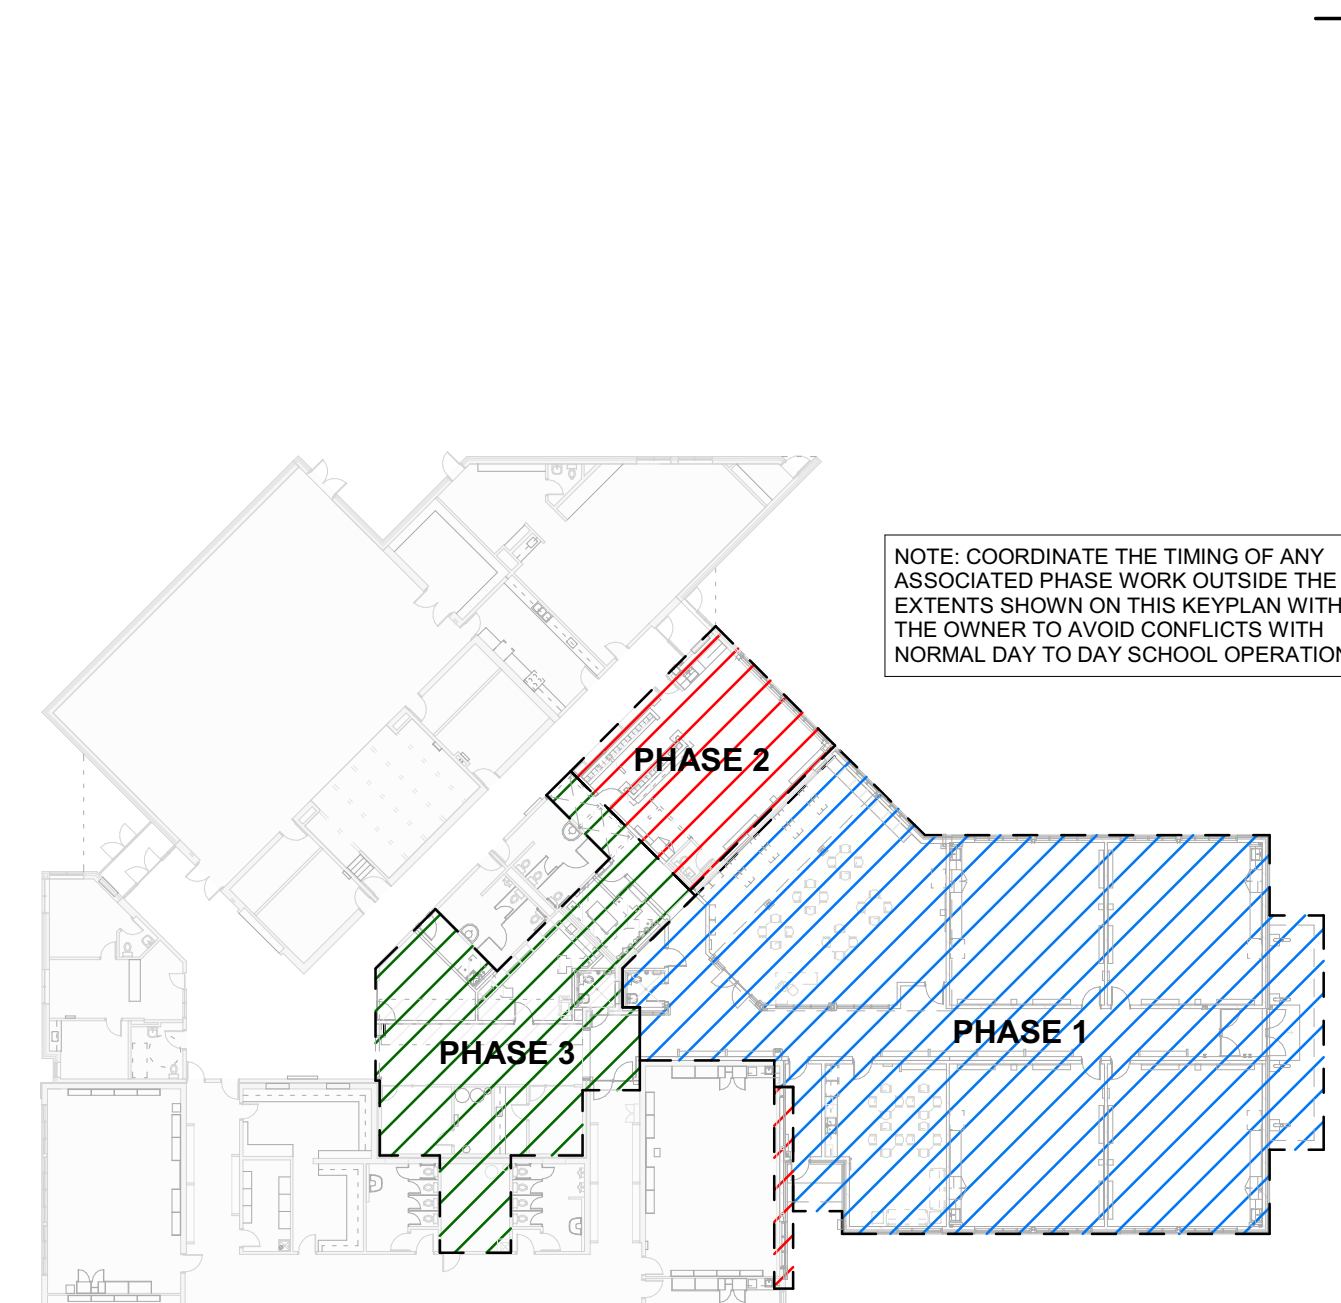 NOTE: COORDINATE THE TIMING OF ANY
ASSOCIATED PHASE WORK OUTSIDE THE
EXTENTS SHOWN ON THIS KEYPLAN WITH
THE OWNER TO AVOID CONFLICTS WITH
NORMAL DAY TO DAY SCHOOL OPERATION
PHASE 2
PHASE 1
PHASE 3